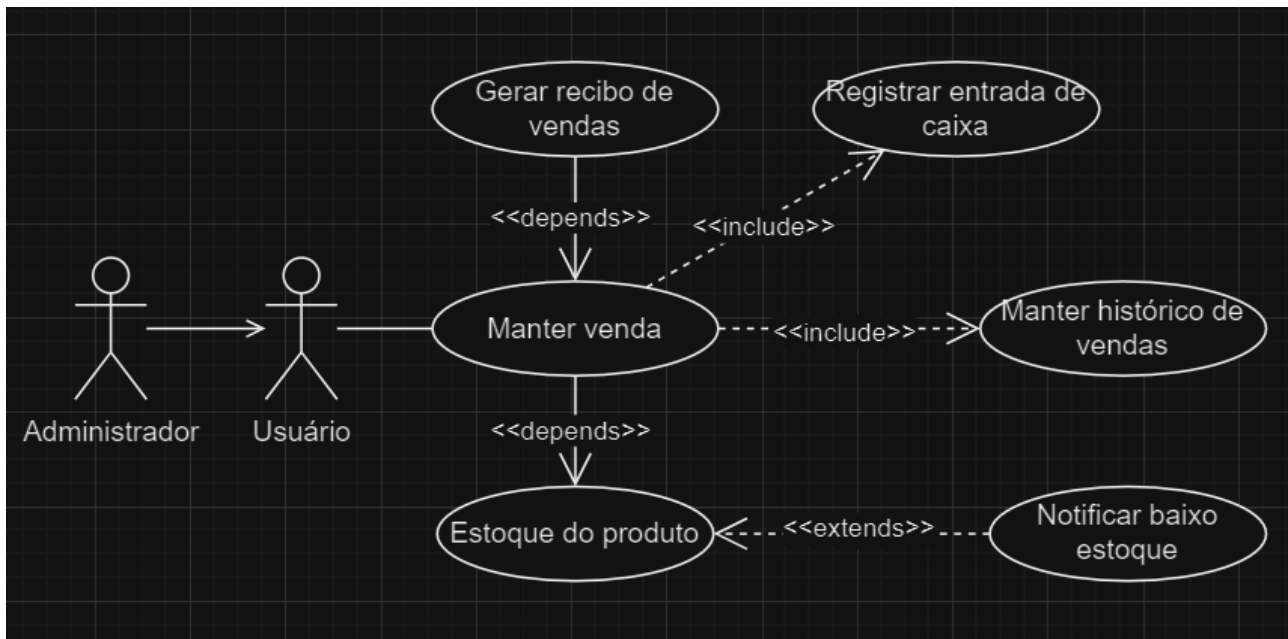 Gerar recibo de
vendas
Registrar entrada de
caixa
<<depends>>
<<include>>
Manter venda
<<include>>
Manter histórico de
vendas
Administrador
Usuário
<<depends>>
Estoque do produto
<<extends>>
Notificar baixo
estoque